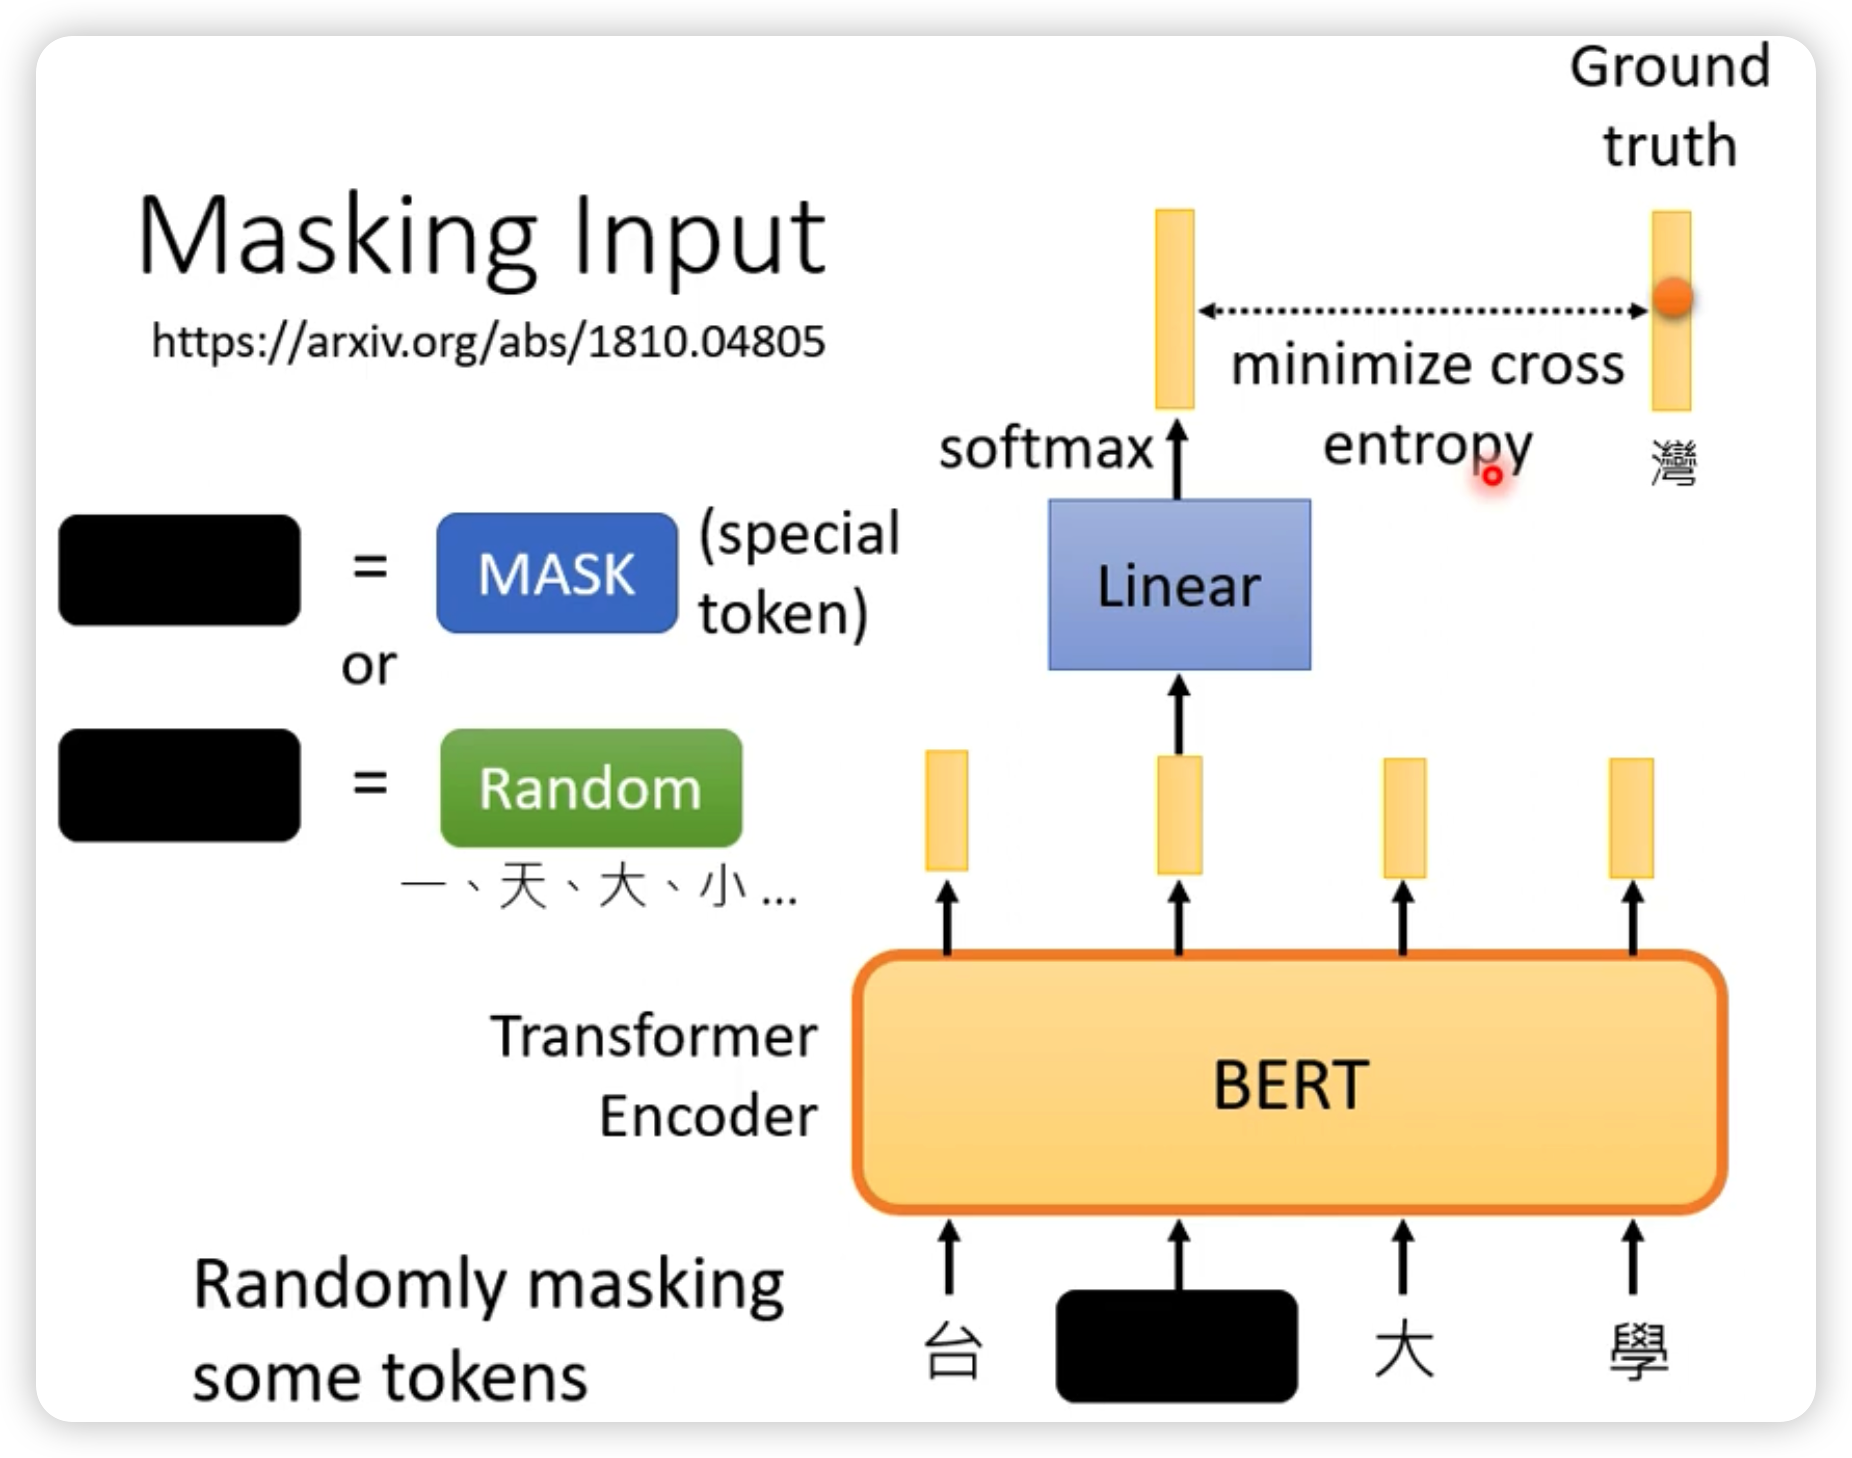 Masking Input
https://arxiv.org/abs/1810.04805
Ground
truth
minimize cross
entropy
灣
softmax
Linear
= MASK (special
token)
or
= Random
一、天、大、小 ...
Transformer
Encoder
BERT
Randomly masking
some tokens
台 大 學